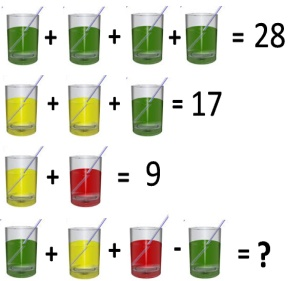 + + + = 28
+ + = 17
+ = 9
+ + - = ?